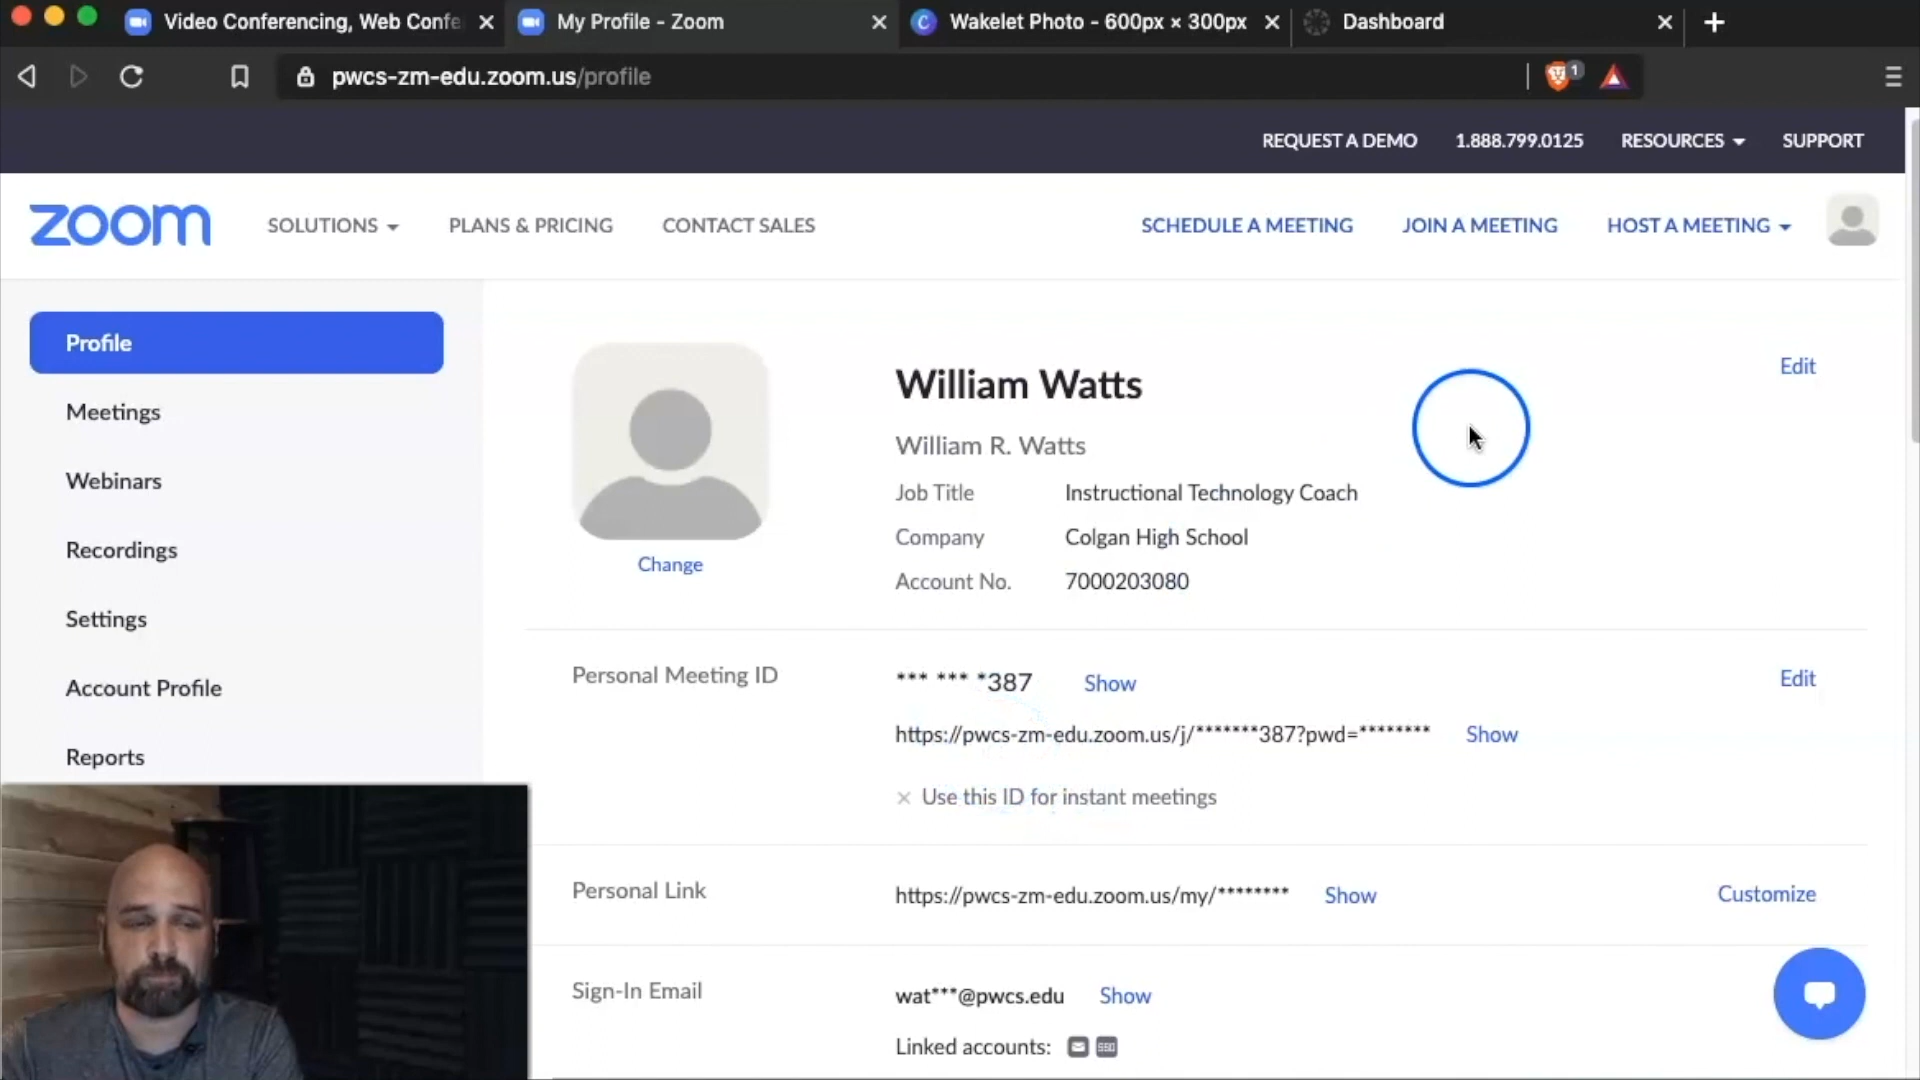 Video Conferencing, Web Confe
My Profile - Zoom
Wakelet Photo - 600px × 300px
Dashboard
pwcs-zm-edu.zoom.us/profile
1
REQUEST A DEMO 1.888.799.0125 RESOURCES SUPPORT
zoom SOLUTIONS PLANS & PRICING CONTACT SALES SCHEDULE A MEETING JOIN A MEETING HOST A MEETING
Profile
Meetings
Webinars
Recordings
Settings
Account Profile
Reports
Change
William Watts
Edit
William R. Watts
Job Title Instructional Technology Coach
Company Colgan High School
Account No. 7000203080
Personal Meeting ID *** *** *387 Show Edit
https://pwcs-zm-edu.zoom.us/j/*******387?pwd=******** Show
× Use this ID for instant meetings
Personal Link https://pwcs-zm-edu.zoom.us/my/******** Show Customize
Sign-In Email wat***@pwcs.edu Show
Linked accounts: SSO